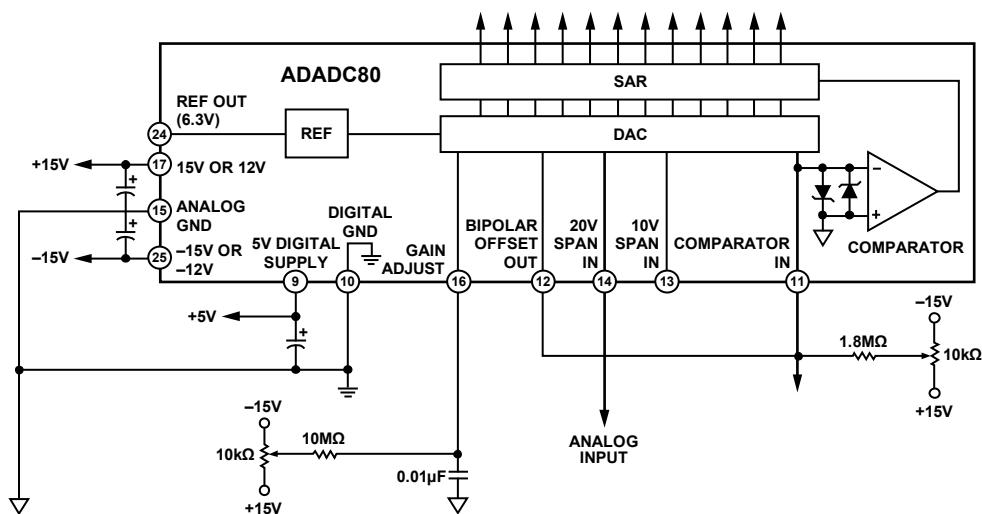 ADADC80
SAR
REF OUT
(6.3V)
24
REF
DAC
+15V
17
15V OR 12V
+
15
ANALOG
GND
+
–15V
25
–15V OR
–12V
5V DIGITAL
SUPPLY
9
DIGITAL
GND
10
GAIN
ADJUST
16
BIPOLAR
OFFSET
OUT
12
20V
SPAN
IN
14
10V
SPAN
IN
13
COMPARATOR
IN
11
–
+
COMPARATOR
+5V
+
–15V
1.8MΩ
10kΩ
+15V
–15V
10kΩ
10MΩ
+15V
0.01µF
ANALOG
INPUT